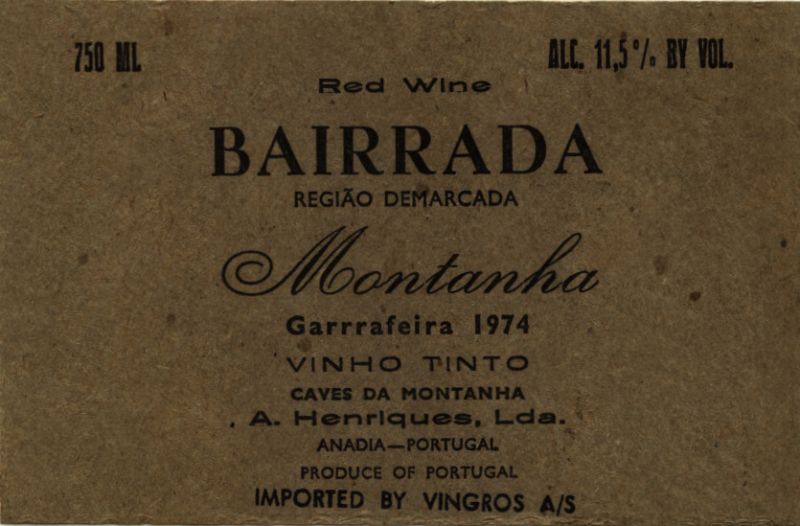 750 ML
ALC. 11,5% BY VOL.
Red Wine
BAIRRADA
REGIÃO DEMARCADA
Montanha
Garrrafeira 1974
VINHO TINTO
CAVES DA MONTANHA
. A. Henriques, Lda.
ANADIA—PORTUGAL
PRODUCE OF PORTUGAL
IMPORTED BY VINGROS A/S